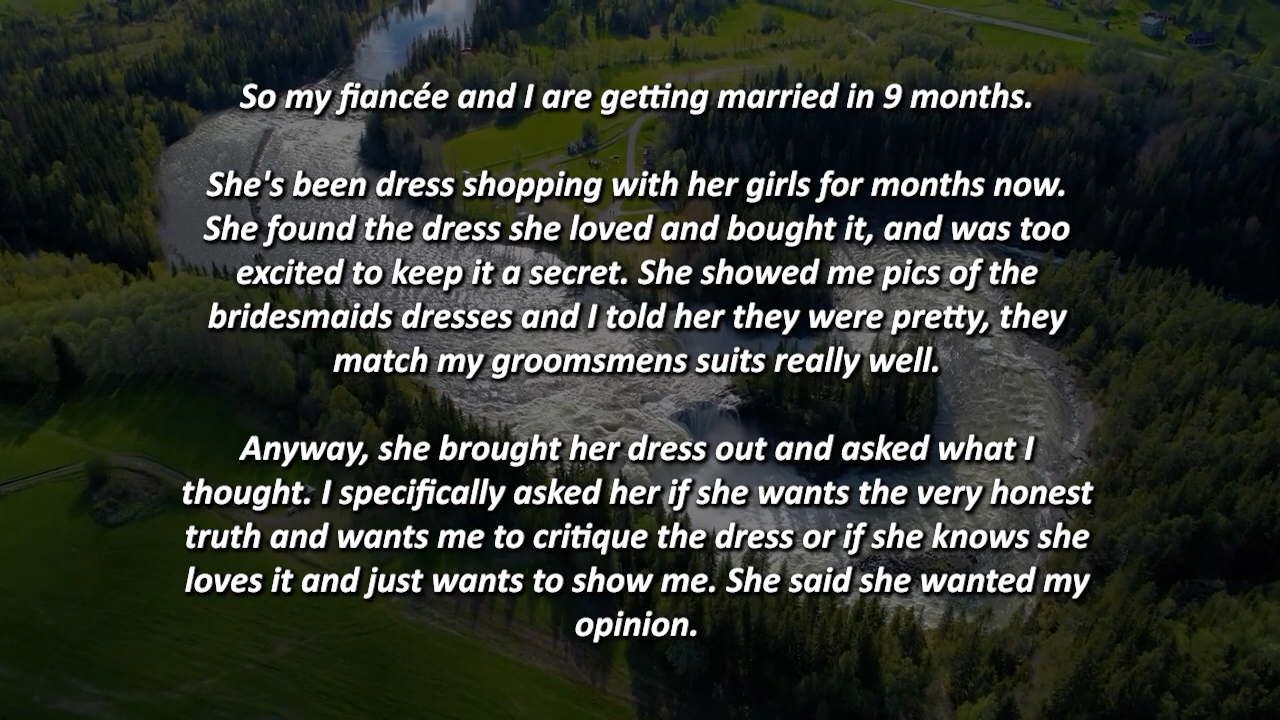 So my fiancée and I are getting married in 9 months.
She's been dress shopping with her girls for months now.
She found the dress she loved and bought it, and was too
excited to keep it a secret. She showed me pics of the
bridesmaids dresses and I told her they were pretty, they
match my groomsmens suits really well.
Anyway, she brought her dress out and asked what I
thought. I specifically asked her if she wants the very honest
truth and wants me to critique the dress or if she knows she
loves it and just wants to show me. She said she wanted my
opinion.